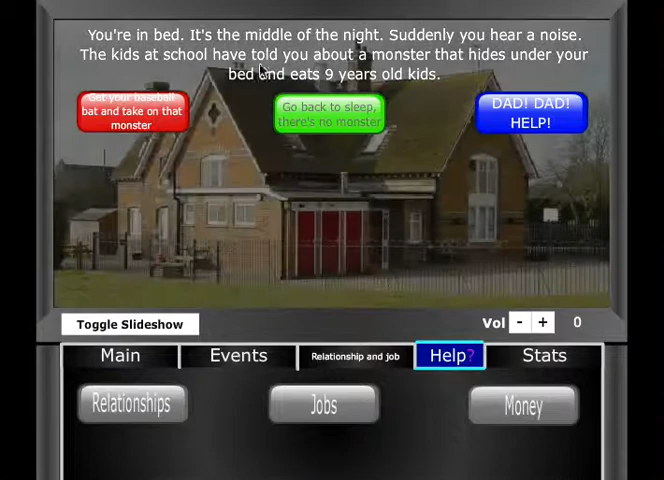 You're in bed. It's the middle of the night. Suddenly you hear a noise.
The kids at school have told you about a monster that hides under your
bed and eats 9 years old kids.
Get your baseball
bat and take on that
monster
Go back to sleep,
there's no monster
DAD! DAD!
HELP!
Toggle Slideshow
Vol - + 0
Main Events Relationship and job Help? Stats
Relationships Jobs Money